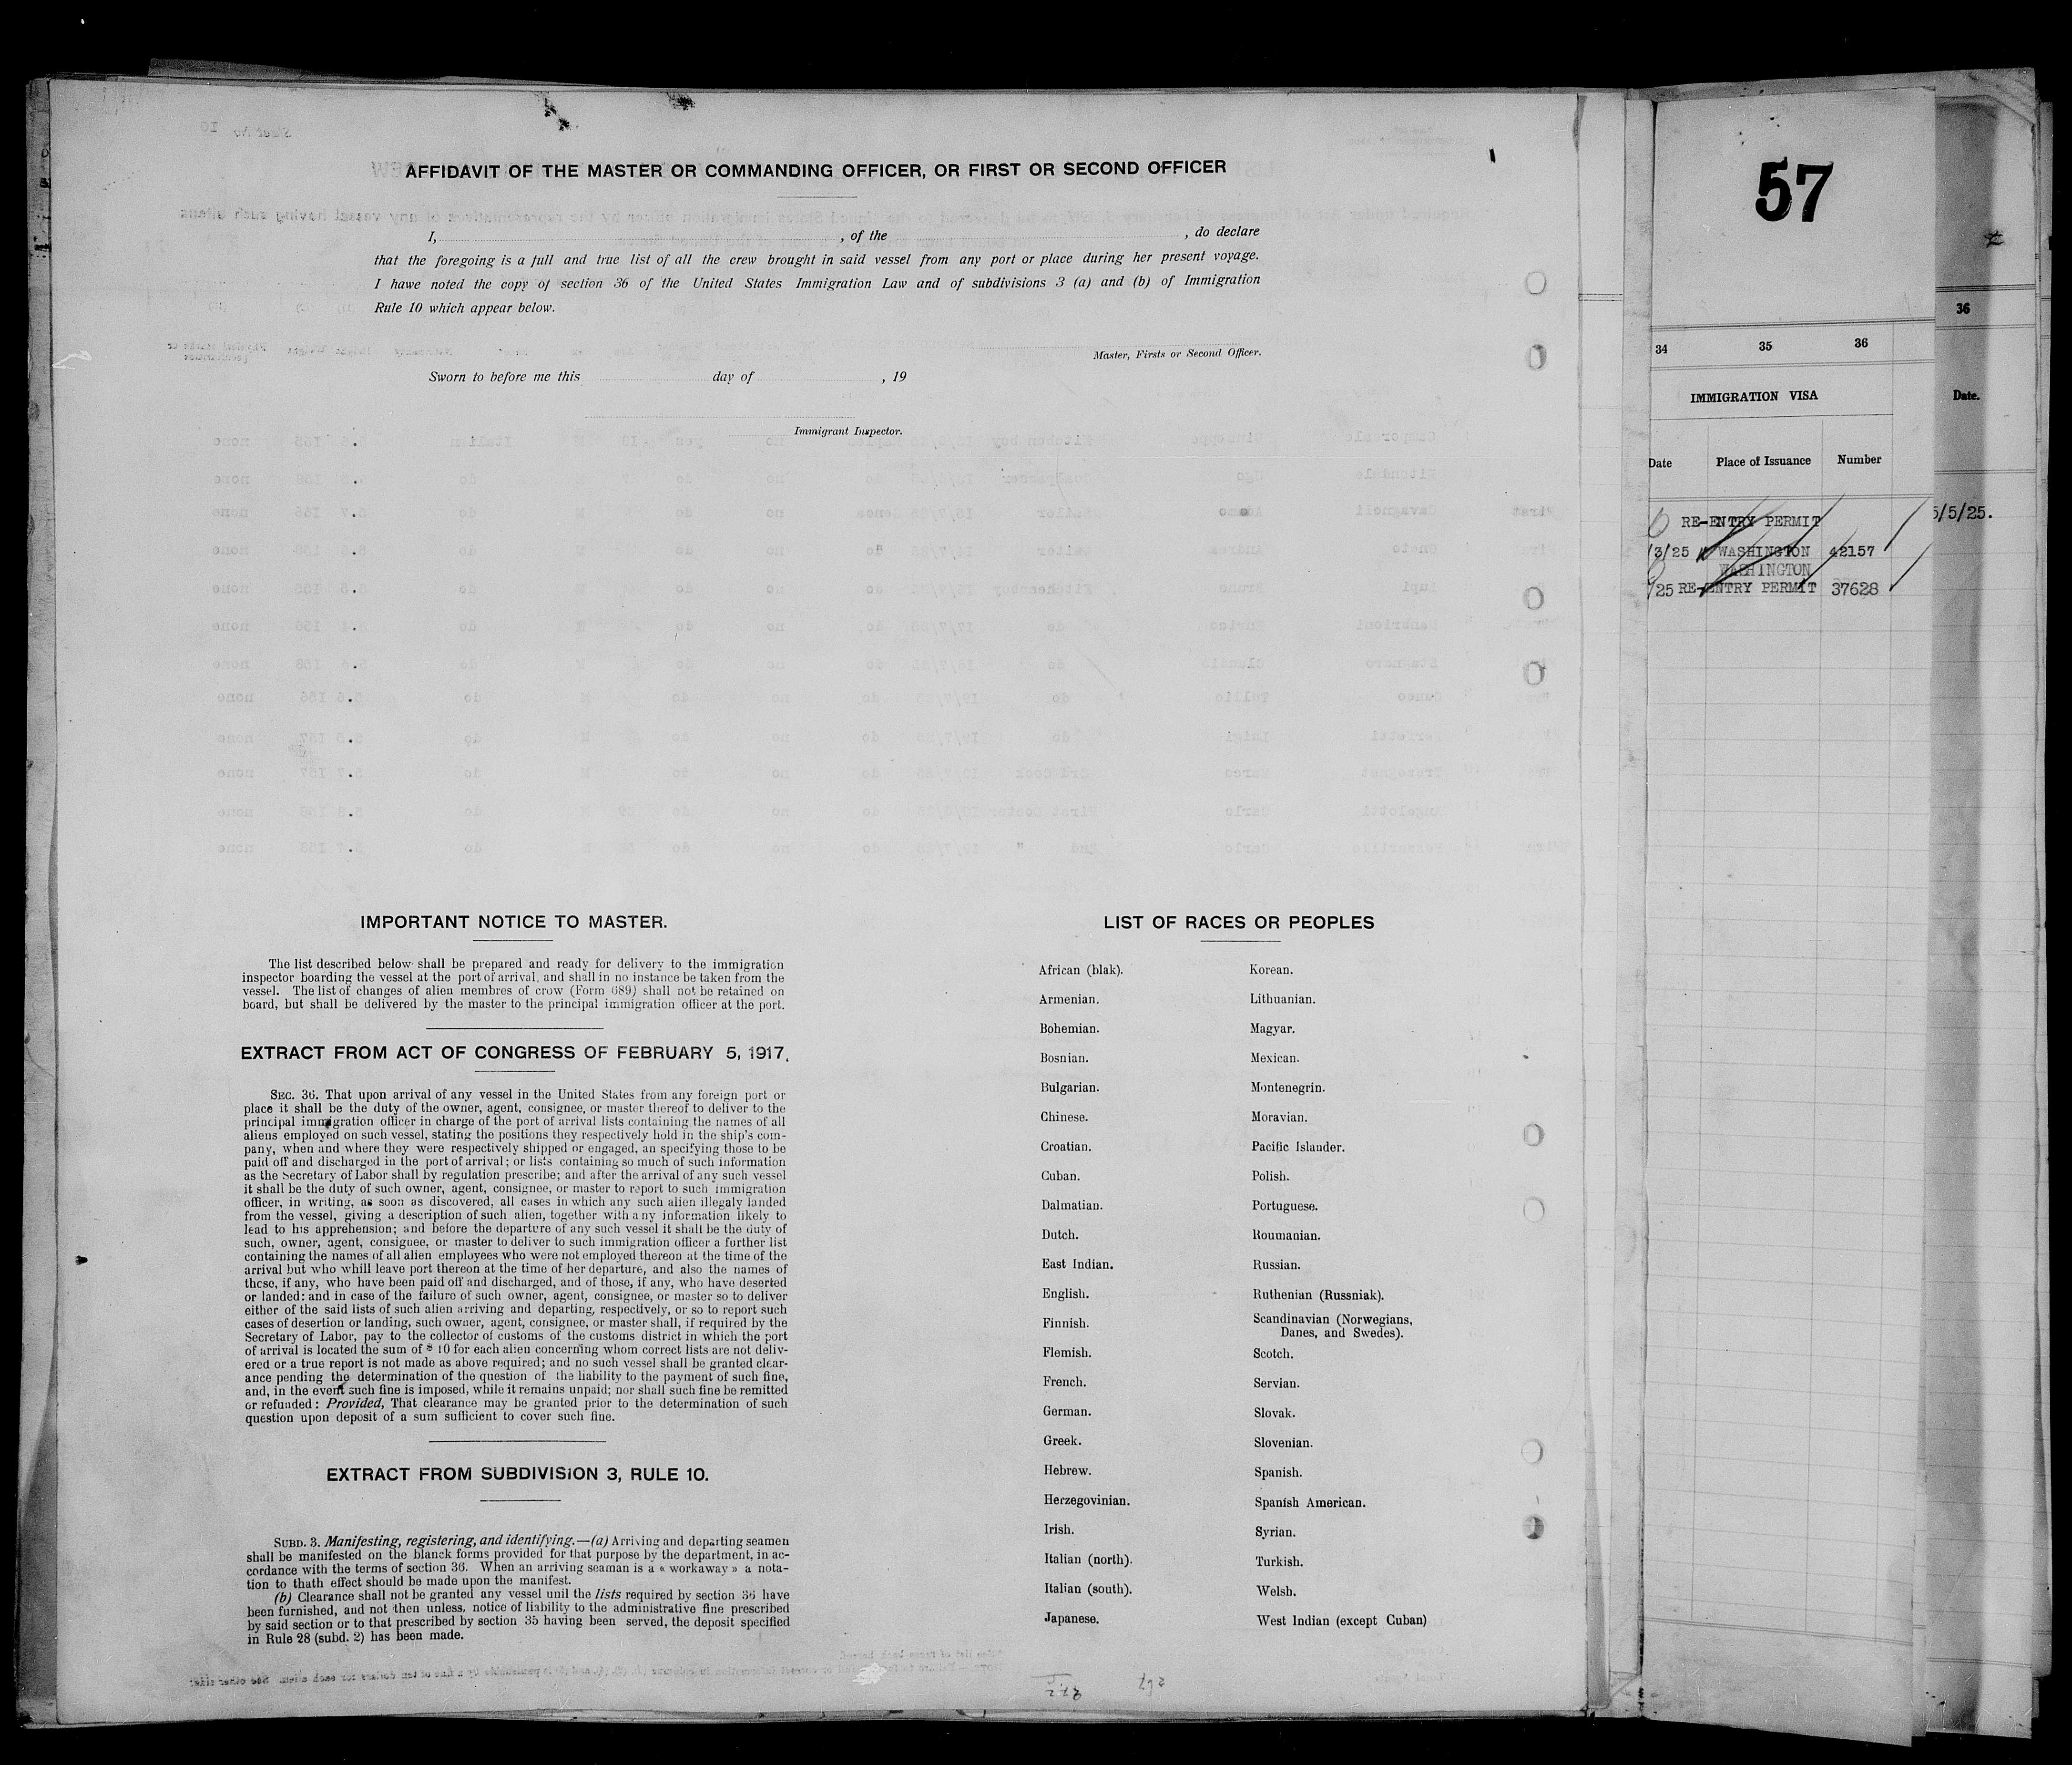 AFFIDAVIT OF THE MASTER OR COMMANDING OFFICER, OR FIRST OR SECOND OFFICER
I, , of the , do declare
that the foregoing is a full and true list of all the crew brought in said vessel from any port or place during her present voyage.
I hawe noted the copy of section 36 of the United States Immigration Law and of subdivisions 3 (a) and (b) of Immigration
Rule 10 which appear below.
Master, Firsts or Second Officer.
Sworn to before me this day of , 19
Immigrant Inspector.
IMPORTANT NOTICE TO MASTER.
The list described below shall be prepared and ready for delivery to the immigration
inspector boarding the vessel at the port of arrival, and shall in no instance be taken from the
vessel. The list of changes of alien membres of crow (Form 689) shall not be retained on
board, but shall be delivered by the master to the principal immigration officer at the port.
EXTRACT FROM ACT OF CONGRESS OF FEBRUARY 5, 1917.
SEC. 36. That upon arrival of any vessel in the United States from any foreign port or
place it shall be the duty of the owner, agent, consignee, or master thereof to deliver to the
principal immigration officer in charge of the port of arrival lists containing the names of all
aliens employed on such vessel, stating the positions they respectively hold in the ship's com-
pany, when and where they were respectively shipped or engaged, an specifying those to be
paid off and discharged in the port of arrival; or lists containing so much of such information
as the Secretary of Labor shall by regulation prescribe; and after the arrival of any such vessel
it shall be the duty of such owner, agent, consignee, or master to report to such immigration
officer, in writing, as soon as discovered, all cases in which any such alien illegaly landed
from the vessel, giving a description of such alien, together with any information likely to
lead to his apprehension; and before the departure of any such vessel it shall be the duty of
such, owner, agent, consignee, or master to deliver to such immigration officer a further list
containing the names of all alien employees who were not employed thereon at the time of the
arrival but who whill leave port thereon at the time of her departure, and also the names of
these, if any, who have been paid off and discharged, and of those, if any, who have deserted
or landed: and in case of the failure of such owner, agent, consignee, or master so to deliver
either of the said lists of such alien arriving and departing, respectively, or so to report such
cases of desertion or landing, such owner, agent, consignee, or master shall, if required by the
Secretary of Labor, pay to the collector of customs of the customs district in which the port
of arrival is located the sum of $ 10 for each alien concerning whom correct lists are not deliv-
ered or a true report is not made as above required; and no such vessel shall be granted clear-
ance pending the determination of the question of the liability to the payment of such fine,
and, in the event such fine is imposed, while it remains unpaid; nor shall such fine be remitted
or refunded: Provided, That clearance may be granted prior to the determination of such
question upon deposit of a sum sufficient to cover such fine.
EXTRACT FROM SUBDIVISION 3, RULE 10.
SUBD. 3. Manifesting, registering, and identifying.—(a) Arriving and departing seamen
shall be manifested on the blanck forms provided for that purpose by the department, in ac-
cordance with the terms of section 36. When an arriving seaman is a « workaway » a nota-
tion to thath effect should be made upon the manifest.
(b) Clearance shall not be granted any vessel unil the lists required by section 36 have
been furnished, and not then unless, notice of liability to the administrative fine prescribed
by said section or to that prescribed by section 35 having been served, the deposit specified
in Rule 28 (subd. 2) has been made.
LIST OF RACES OR PEOPLES
African (blak).
Armenian.
Bohemian.
Bosnian.
Bulgarian.
Chinese.
Croatian.
Cuban.
Dalmatian.
Dutch.
East Indian.
English.
Finnish.
Flemish.
French.
German.
Greek.
Hebrew.
Herzegovinian.
Irish.
Italian (north).
Italian (south).
Japanese.
Korean.
Lithuanian.
Magyar.
Mexican.
Montenegrin.
Moravian.
Pacific Islander.
Polish.
Portuguese.
Roumanian.
Russian.
Ruthenian (Russniak).
Scandinavian (Norwegians,
Danes, and Swedes).
Scotch.
Servian.
Slovak.
Slovenian.
Spanish.
Spanish American.
Syrian.
Turkish.
Welsh.
West Indian (except Cuban)
57
34 35 36
IMMIGRATION VISA
Date Place of Issuance Number
RE-ENTRY PERMIT
/3/25 WASHINGTON 42157
WASHINGTON
/25 RE-ENTRY PERMIT 37628
36
Date.
5/5/25.